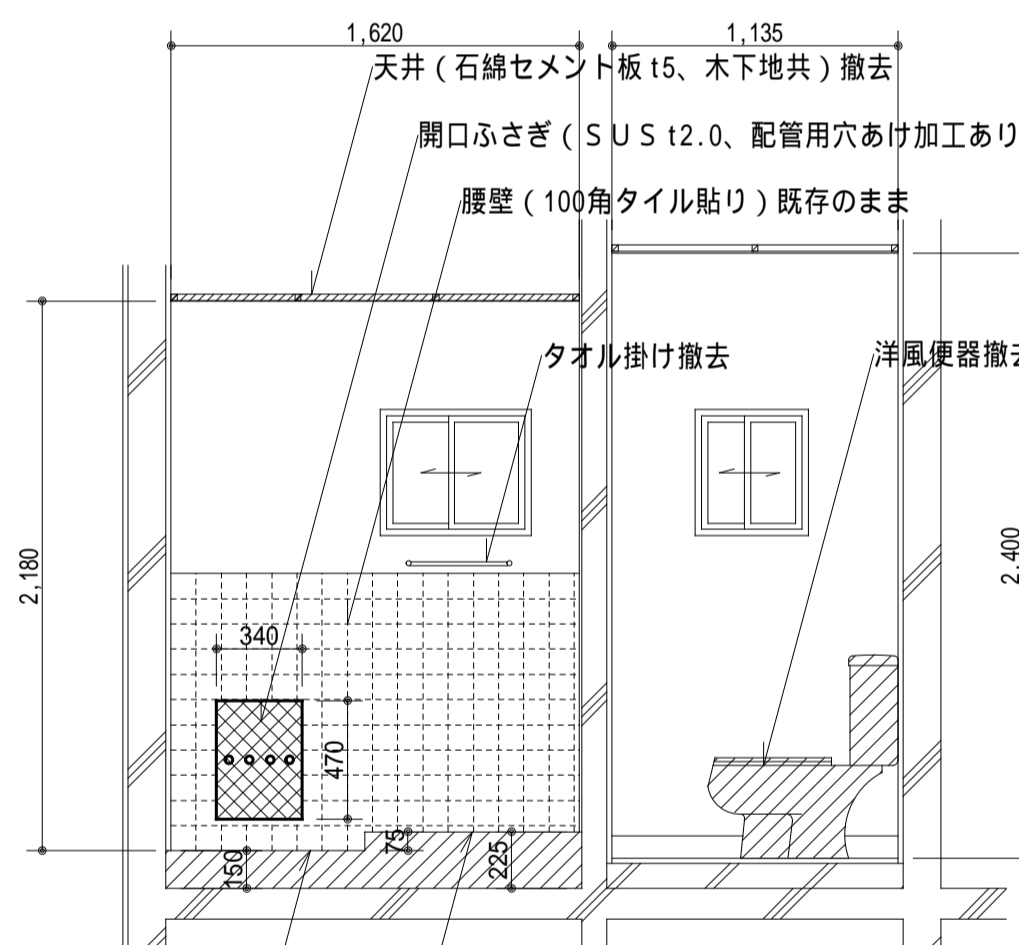 1,620
1,135
天井（石綿セメント板 t5、木下地共）撤去
開口ふさぎ（ＳＵＳ t2.0、配管用穴あけ加工あり
腰壁（100角タイル貼り）既存のまま
タオル掛け撤去
洋風便器撤去
2,180
2,400
340
470
75
150
225